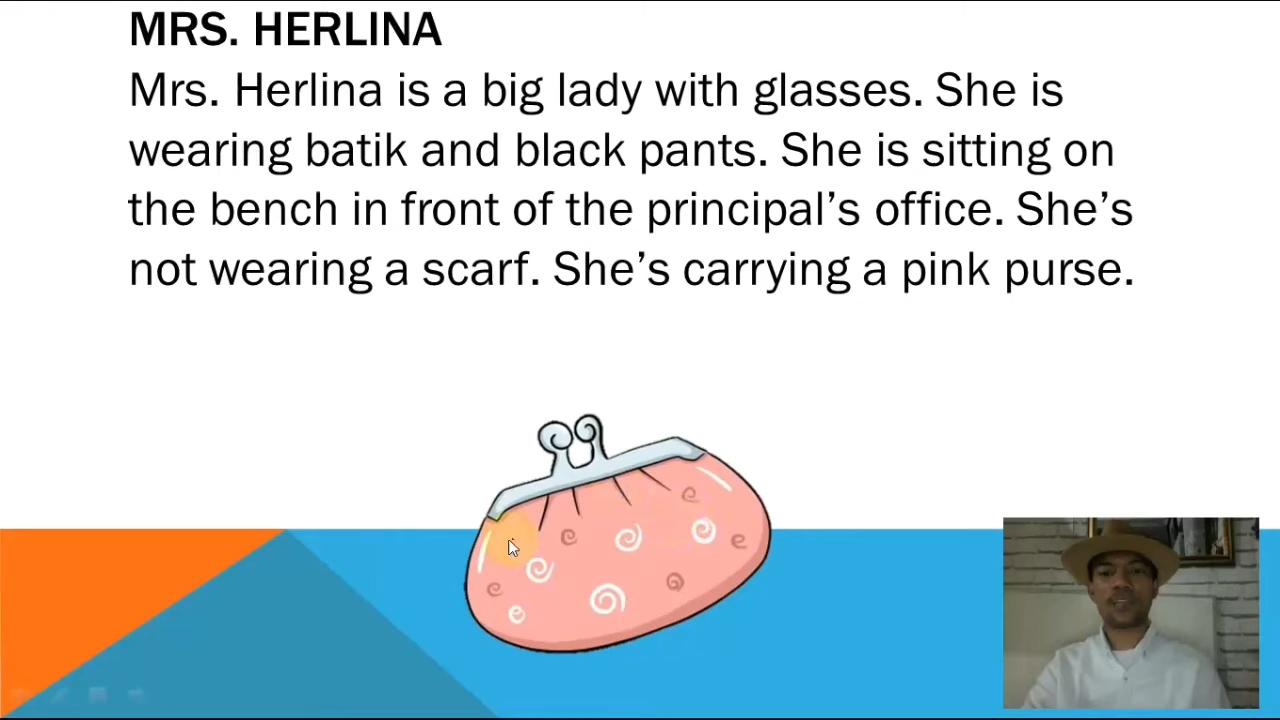 MRS. HERLINA
Mrs. Herlina is a big lady with glasses. She is
wearing batik and black pants. She is sitting on
the bench in front of the principal’s office. She’s
not wearing a scarf. She’s carrying a pink purse.